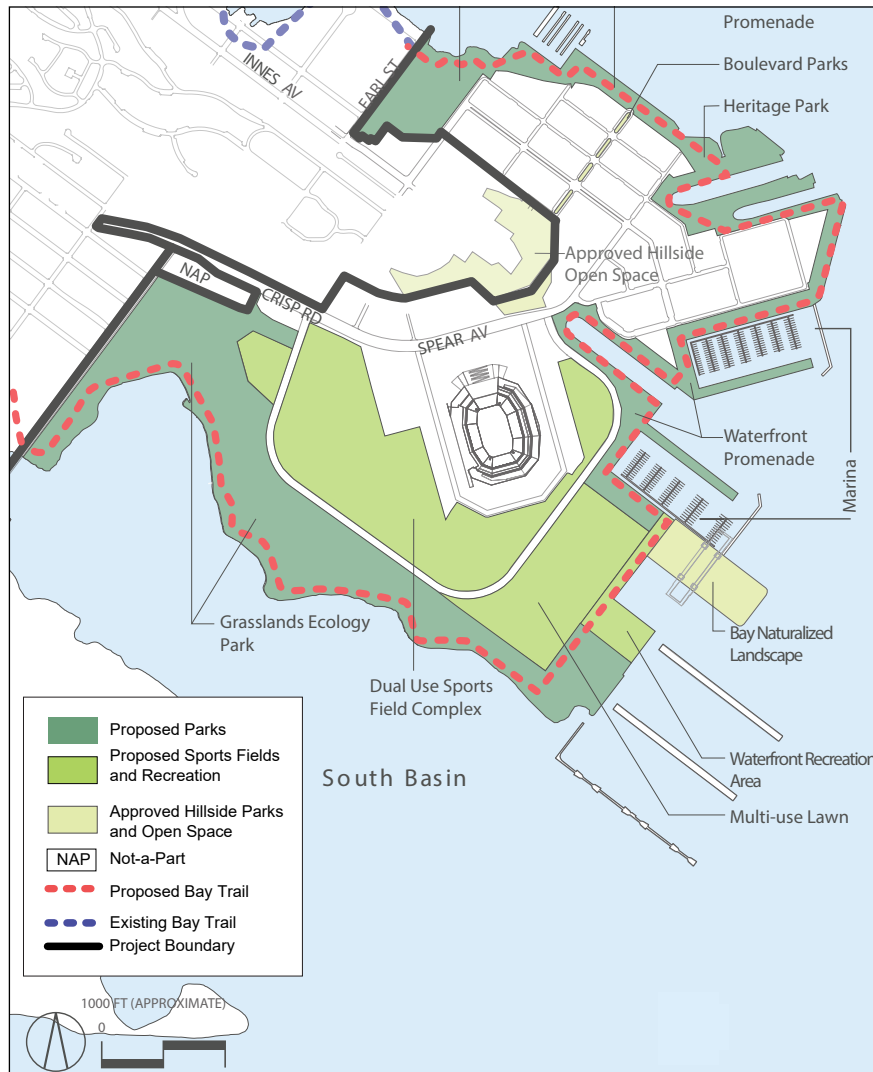 Promenade
Boulevard Parks
Heritage Park
INNES AV
EARL ST
Approved Hillside
Open Space
NAP
CRISP RD
SPEAR AV
Waterfront
Promenade
Marina
Grasslands Ecology
Park
Bay Naturalized
Landscape
Dual Use Sports
Field Complex
Waterfront Recreation
Area
Multi-use Lawn
South Basin
Proposed Parks
Proposed Sports Fields
and Recreation
Approved Hillside Parks
and Open Space
NAP Not-a-Part
Proposed Bay Trail
Existing Bay Trail
Project Boundary
1000 FT (APPROXIMATE)
0